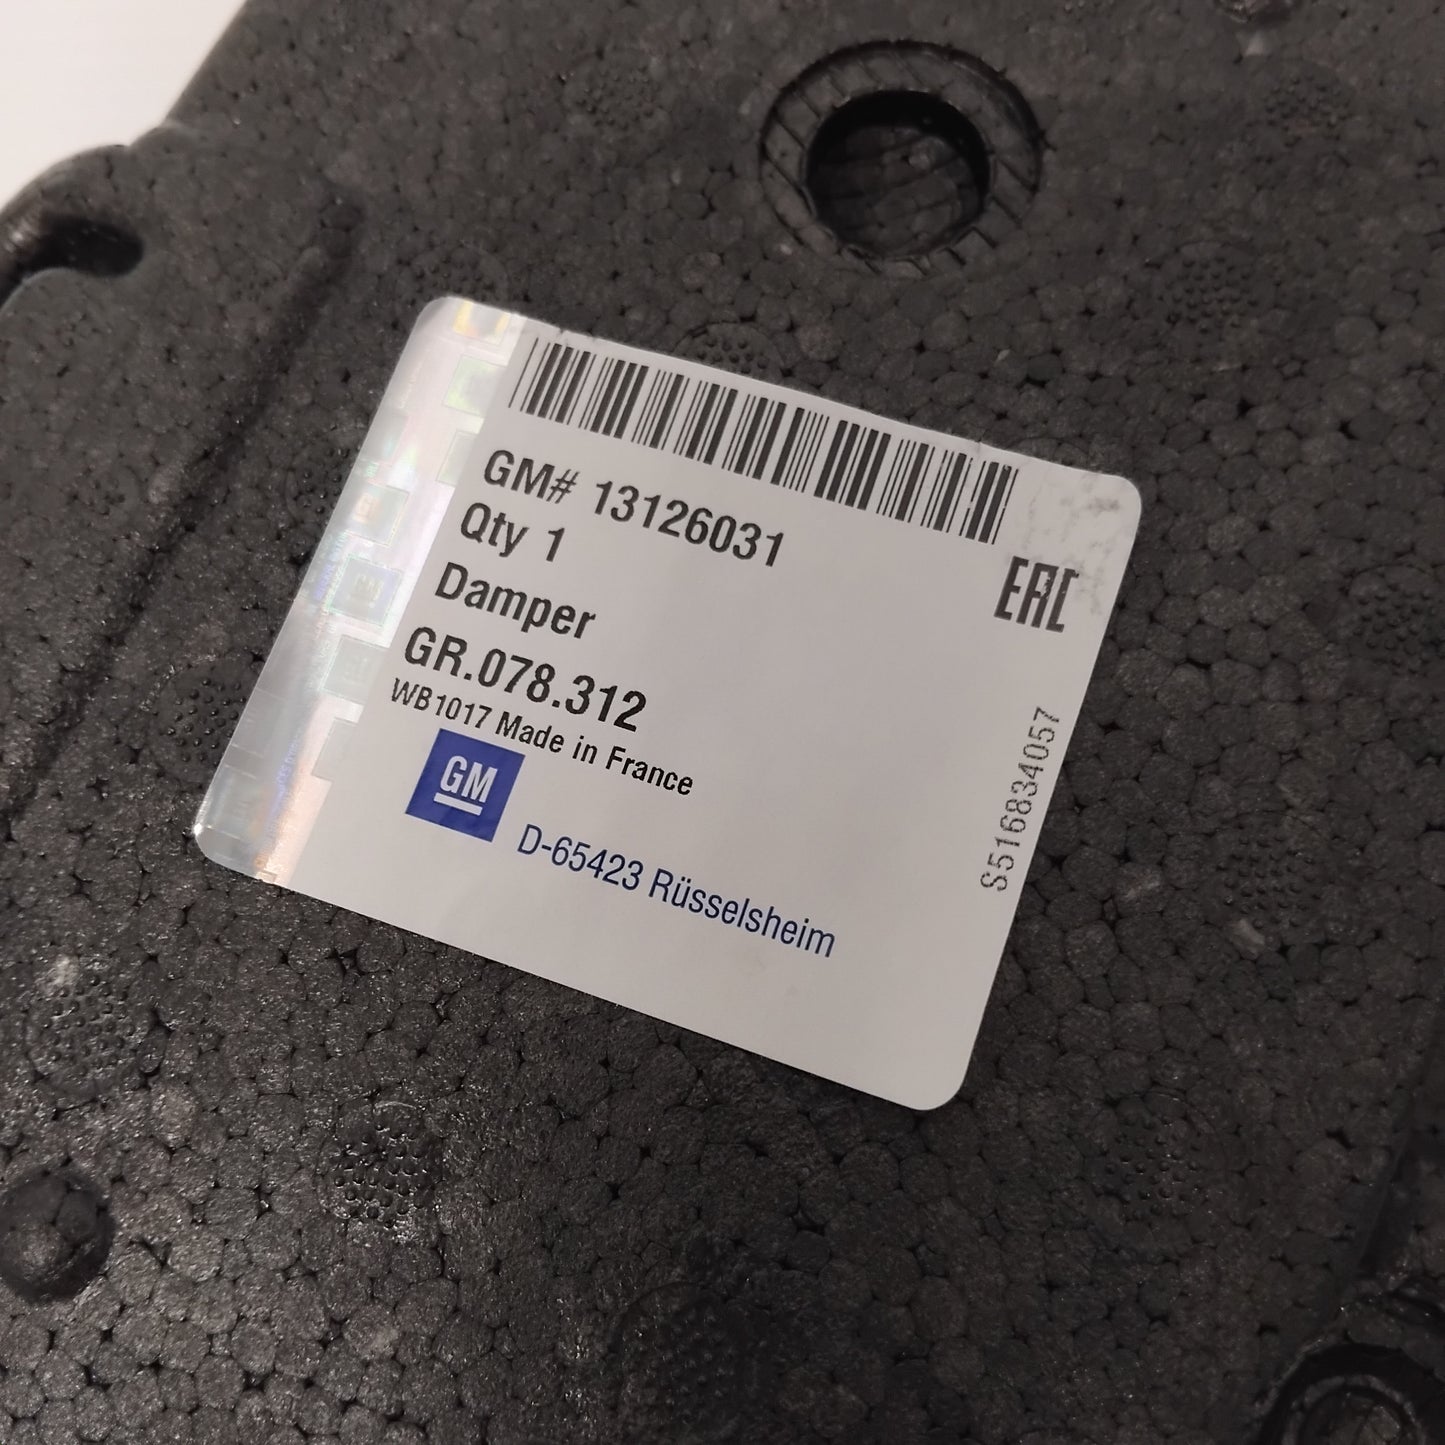 GM# 13126031
Qty 1
EAC
Damper
GR.078.312
WB1017 Made in France
GM
D-65423 Rüsselsheim
S516834057